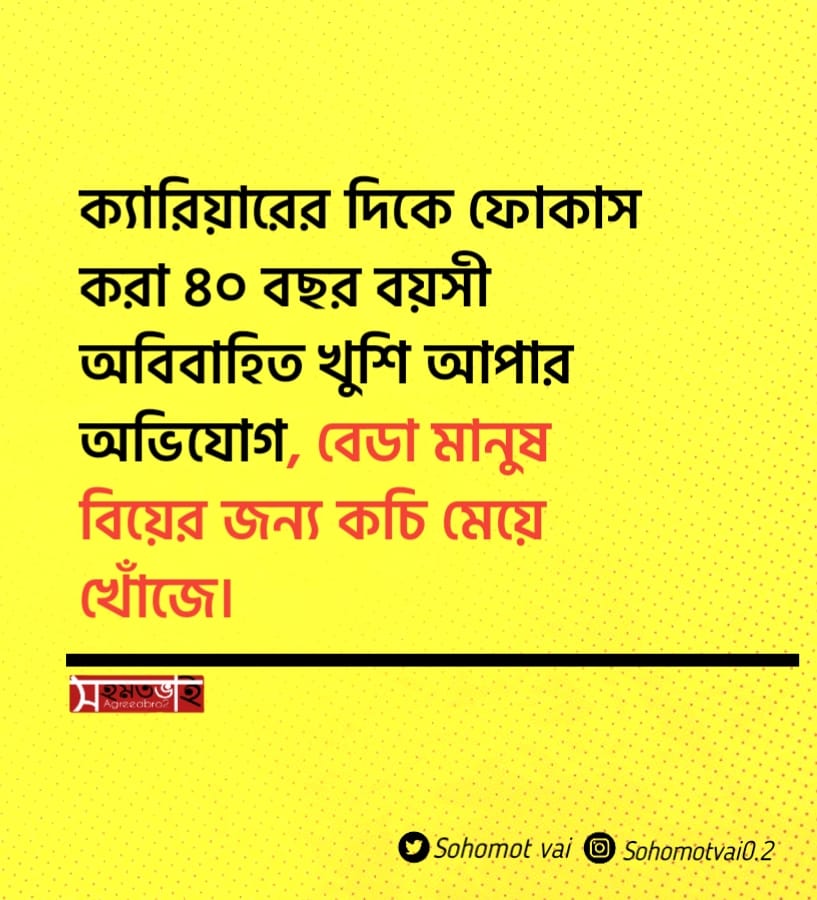 ক্যারিয়ারের দিকে ফোকাস
করা ৪০ বছর বয়সী
অবিবাহিত খুশি আপার
অভিযোগ, বেডা মানুষ
বিয়ের জন্য কচি মেয়ে
খোঁজে।
সহমতভাই
Agreeabro?
Sohomot vai Sohomotvai0.2